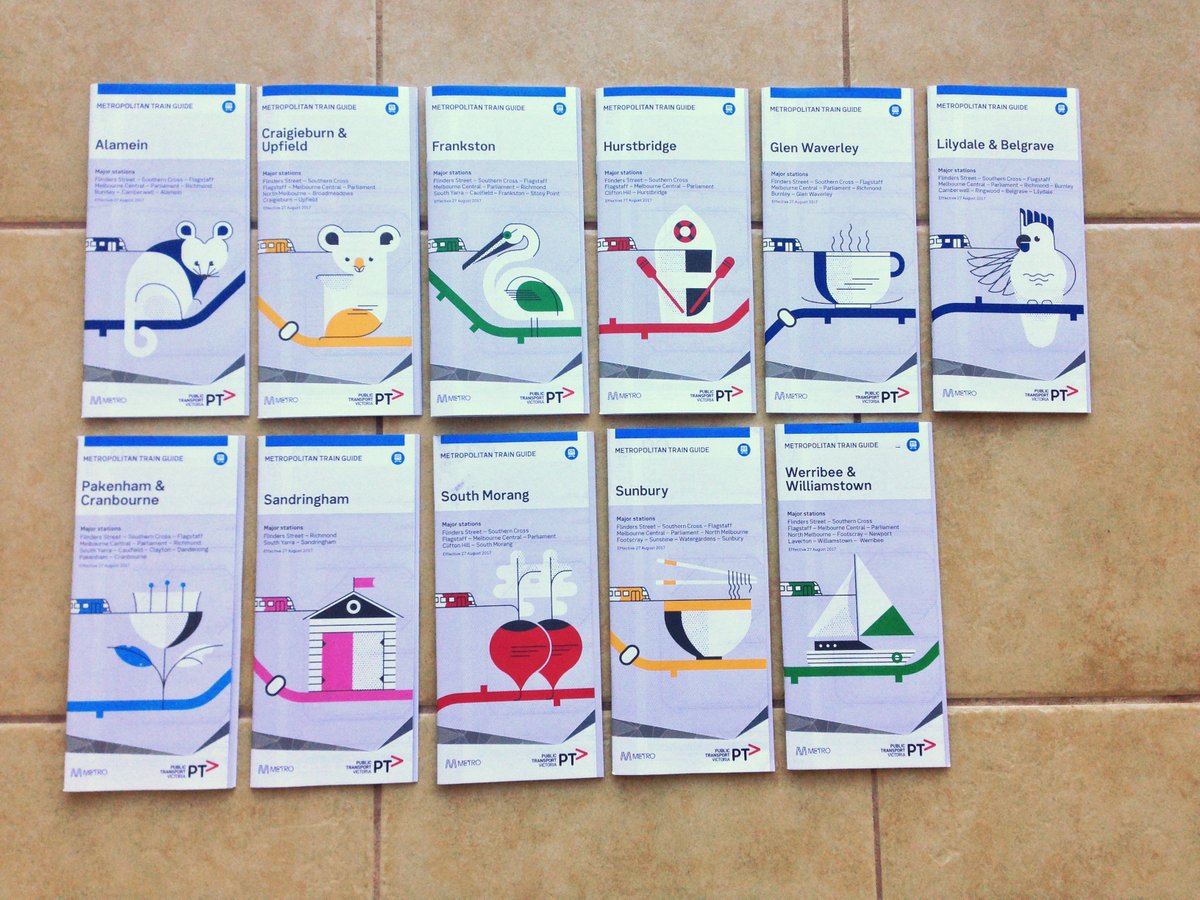 METROPOLITAN TRAIN GUIDE
Alamein
Major stations
Flinders Street – Southern Cross – Flagstaff
Melbourne Central – Parliament – Richmond
Burnley – Camberwell – Alamein
Effective 27 August 2017
METRO
PUBLIC
TRANSPORT
VICTORIA
PT
METROPOLITAN TRAIN GUIDE
Craigieburn &
Upfield
Major stations
Flinders Street – Southern Cross
Flagstaff – Melbourne Central – Parliament
North Melbourne – Broadmeadows
Craigieburn – Upfield
Effective 27 August 2017
METRO
PUBLIC
TRANSPORT
VICTORIA
PT
METROPOLITAN TRAIN GUIDE
Frankston
Major stations
Flinders Street – Southern Cross – Flagstaff
Melbourne Central – Parliament – Richmond
South Yarra – Caulfield – Frankston – Stony Point
Effective 27 August 2017
METRO
PUBLIC
TRANSPORT
VICTORIA
PT
METROPOLITAN TRAIN GUIDE
Hurstbridge
Major stations
Flinders Street – Southern Cross
Flagstaff – Melbourne Central – Parliament
Clifton Hill – Hurstbridge
Effective 27 August 2017
METRO
PUBLIC
TRANSPORT
VICTORIA
PT
METROPOLITAN TRAIN GUIDE
Glen Waverley
Major stations
Flinders Street – Southern Cross – Flagstaff
Melbourne Central – Parliament – Richmond
Burnley – Glen Waverley
Effective 27 August 2017
METRO
PUBLIC
TRANSPORT
VICTORIA
PT
METROPOLITAN TRAIN GUIDE
Lilydale & Belgrave
Major stations
Flinders Street – Southern Cross – Flagstaff
Melbourne Central – Parliament – Richmond – Burnley
Camberwell – Ringwood – Belgrave – Lilydale
Effective 27 August 2017
METRO
PUBLIC
TRANSPORT
VICTORIA
PT
METROPOLITAN TRAIN GUIDE
Pakenham &
Cranbourne
Major stations
Flinders Street – Southern Cross – Flagstaff
Melbourne Central – Parliament – Richmond
South Yarra – Caulfield – Clayton – Dandenong
Pakenham – Cranbourne
Effective 27 August 2017
METRO
PUBLIC
TRANSPORT
VICTORIA
PT
METROPOLITAN TRAIN GUIDE
Sandringham
Major stations
Flinders Street – Richmond
South Yarra – Sandringham
Effective 27 August 2017
METRO
PUBLIC
TRANSPORT
VICTORIA
PT
METROPOLITAN TRAIN GUIDE
South Morang
Major stations
Flinders Street – Southern Cross
Flagstaff – Melbourne Central – Parliament
Clifton Hill – South Morang
Effective 27 August 2017
METRO
PUBLIC
TRANSPORT
VICTORIA
PT
METROPOLITAN TRAIN GUIDE
Sunbury
Major stations
Flinders Street – Southern Cross – Flagstaff
Melbourne Central – Parliament – North Melbourne
Footscray – Sunshine – Watergardens – Sunbury
Effective 27 August 2017
METRO
PUBLIC
TRANSPORT
VICTORIA
PT
METROPOLITAN TRAIN GUIDE
Werribee &
Williamstown
Major stations
Flinders Street – Southern Cross
Flagstaff – Melbourne Central – Parliament
North Melbourne – Footscray – Newport
Laverton – Williamstown – Werribee
Effective 27 August 2017
METRO
PUBLIC
TRANSPORT
VICTORIA
PT